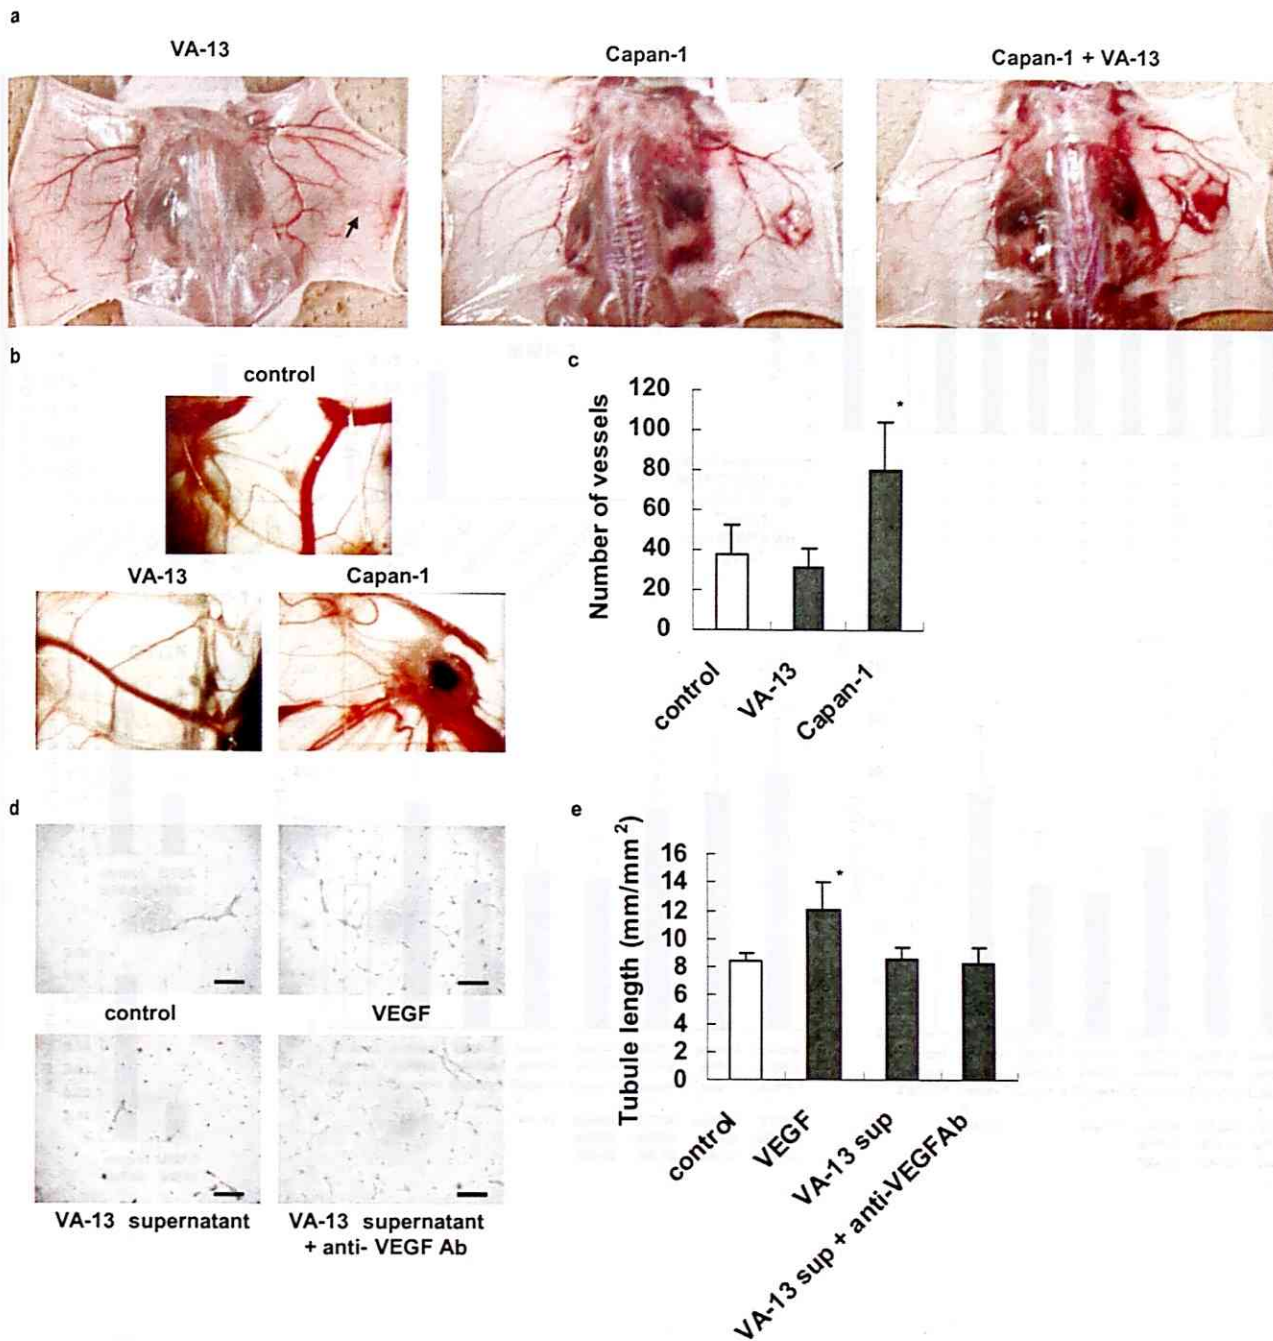 a
VA-13
Capan-1
Capan-1 + VA-13
b
control
VA-13
Capan-1
c
Number of vessels
120
100
80
60
40
20
0
*
control
VA-13
Capan-1
d
control
VEGF
VA-13 supernatant
VA-13 supernatant
+ anti- VEGF Ab
e
Tubule length (mm/mm²)
16
14
12
10
8
6
4
2
0
*
control
VEGF
VA-13 sup
VA-13 sup + anti-VEGFAb